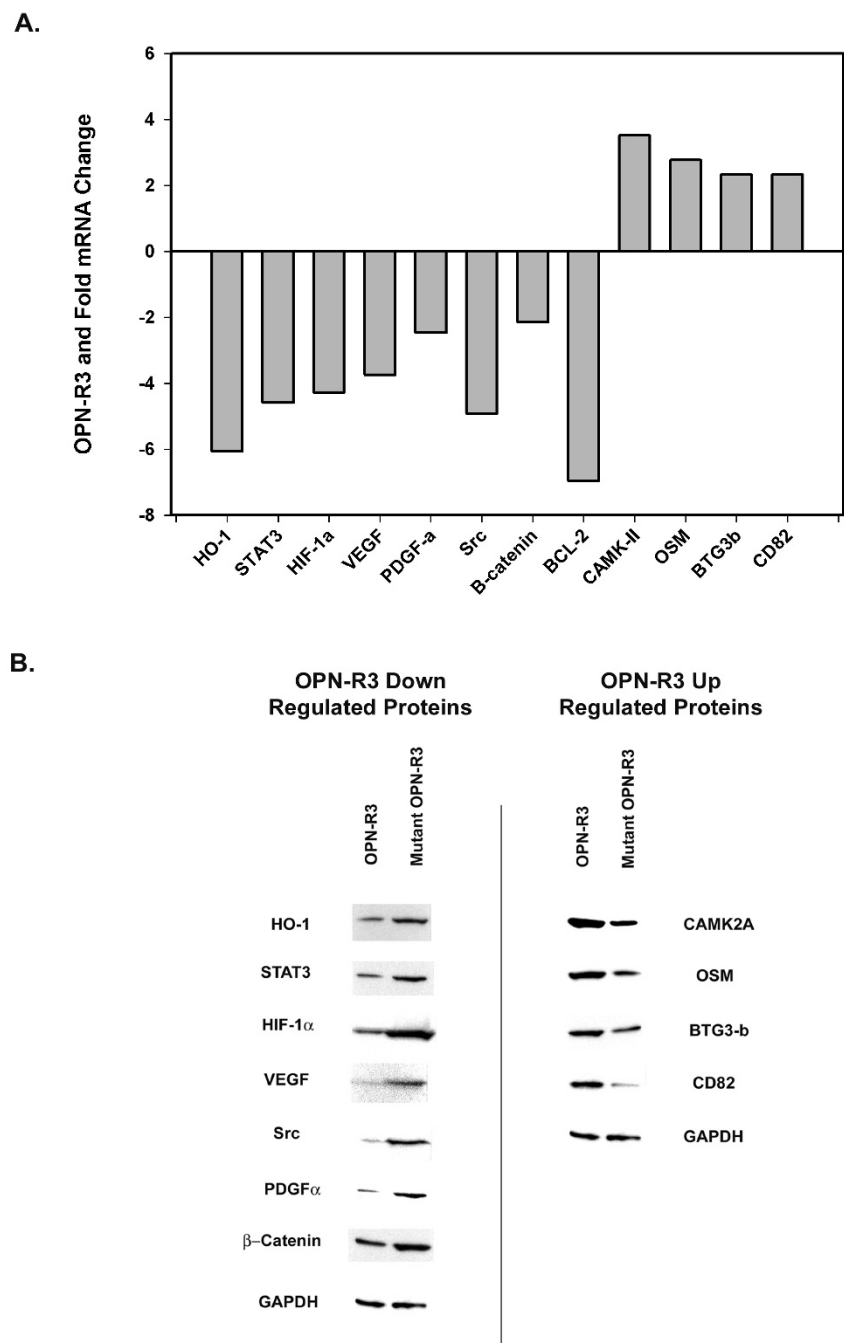 A.
OPN-R3 and Fold mRNA Change
6
4
2
0
-2
-4
-6
-8
HO-1
STAT3
HIF-1a
VEGF
PDGF-a
Src
B-catenin
BCL-2
CAMK-II
OSM
BTG3b
CD82
B.
OPN-R3 Down
Regulated Proteins
OPN-R3
Mutant OPN-R3
HO-1
STAT3
HIF-1α
VEGF
Src
PDGFα
β–Catenin
GAPDH
OPN-R3 Up
Regulated Proteins
OPN-R3
Mutant OPN-R3
CAMK2A
OSM
BTG3-b
CD82
GAPDH